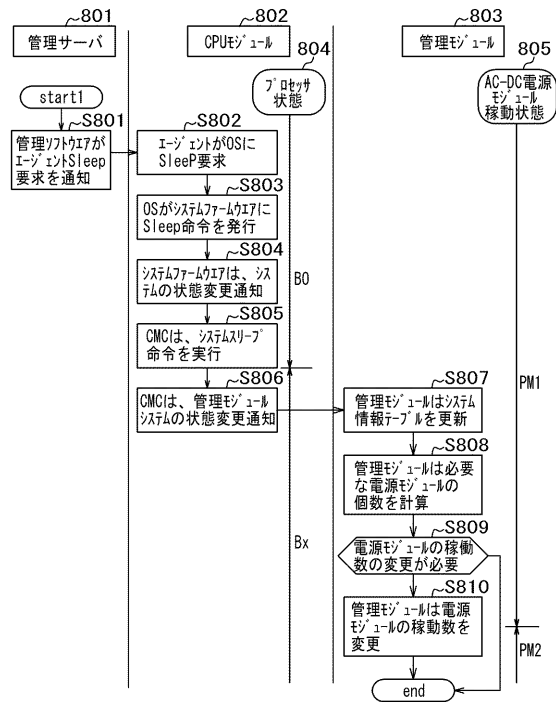 801
管理サーバ
802
CPUモジュール
803
管理モジュール
804
プロセッサ
状態
805
AC-DC電源
モジュール
稼動状態
start1
S801
管理ソフトウエアが
エージェントSleep
要求を通知
S802
エージェントがOSに
SleeP要求
S803
OSがシステムファームウエアに
Sleep命令を発行
S804
システムファームウエアは、シス
テムの状態変更通知
B0
S805
CMCは、システムスリープ
命令を実行
S806
CMCは、管理モジュール
システムの状態変更通知
PM1
S807
管理モジュールはシステム
情報テーブルを更新
S808
管理モジュールは必要
な電源モジュールの
個数を計算
Bx
S809
電源モジュールの稼働
数の変更が必要
S810
管理モジュールは電源
モジュールの稼動数を
変更
PM2
end